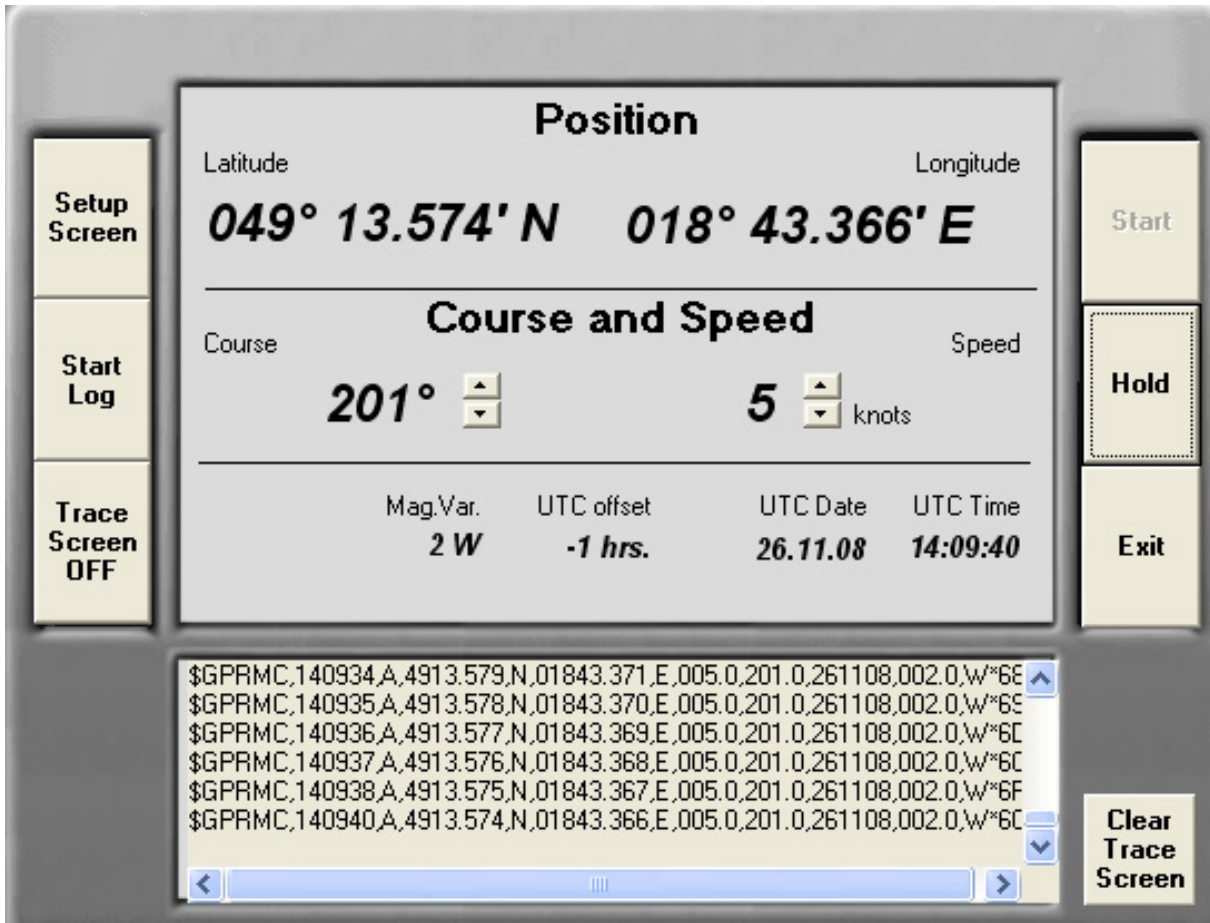 Position
Latitude
Longitude
049° 13.574' N
018° 43.366' E
Course and Speed
Course
Speed
201°
5
knots
Mag.Var.
UTC offset
UTC Date
UTC Time
2 W
-1 hrs.
26.11.08
14:09:40
Setup
Screen
Start
Log
Trace
Screen
OFF
Start
Hold
Exit
$GPRMC,140934,A,4913.579,N,01843.371,E,005.0,201.0,261108,002.0,W*6
$GPRMC,140935,A,4913.578,N,01843.370,E,005.0,201.0,261108,002.0,W*6
$GPRMC,140936,A,4913.577,N,01843.369,E,005.0,201.0,261108,002.0,W*6
$GPRMC,140937,A,4913.576,N,01843.368,E,005.0,201.0,261108,002.0,W*6
$GPRMC,140938,A,4913.575,N,01843.367,E,005.0,201.0,261108,002.0,W*6
$GPRMC,140940,A,4913.574,N,01843.366,E,005.0,201.0,261108,002.0,W*6
Clear
Trace
Screen